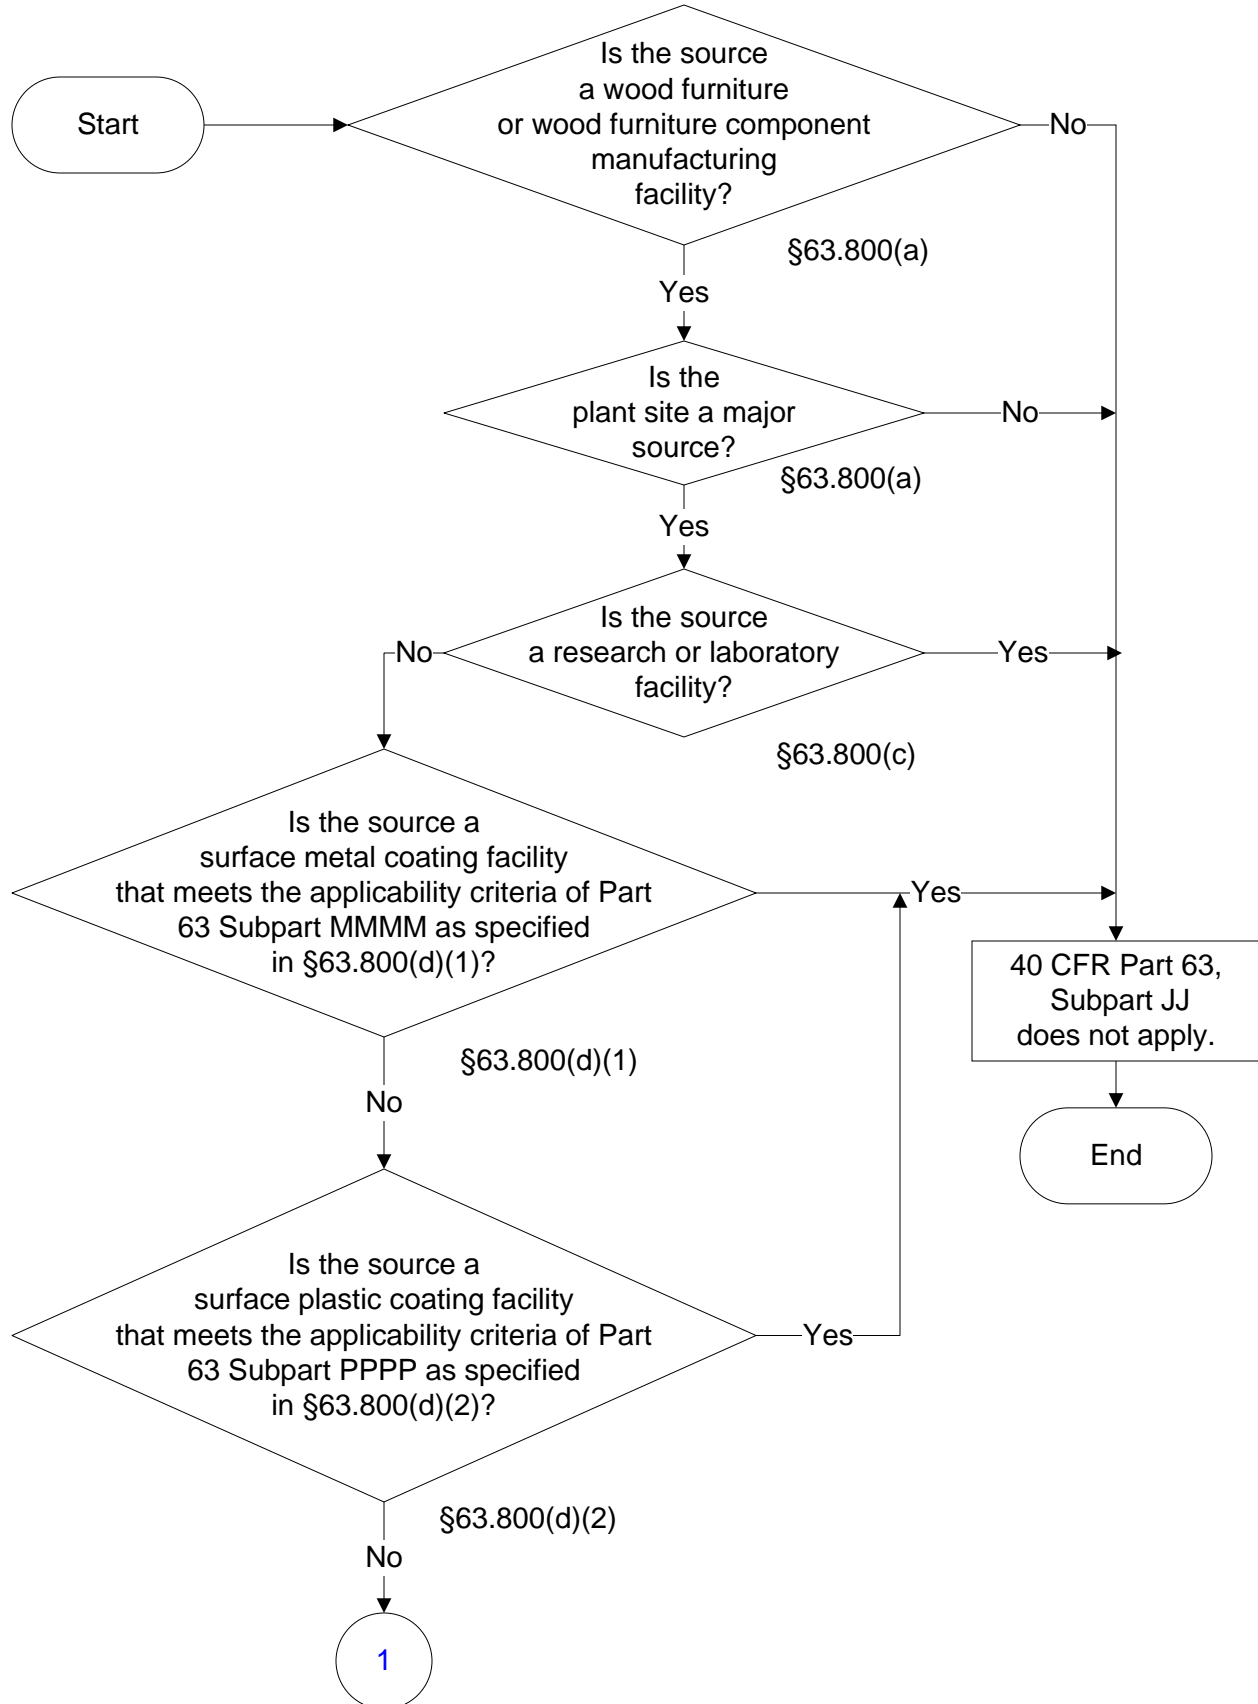 Start
Is the source
a wood furniture
or wood furniture component
manufacturing
facility?
No
§63.800(a)
Yes
Is the
plant site a major
source?
No
§63.800(a)
Yes
Is the source
a research or laboratory
facility?
No
Yes
§63.800(c)
Is the source a
surface metal coating facility
that meets the applicability criteria of Part
63 Subpart MMMM as specified
in §63.800(d)(1)?
Yes
40 CFR Part 63,
Subpart JJ
does not apply.
§63.800(d)(1)
No
End
Is the source a
surface plastic coating facility
that meets the applicability criteria of Part
63 Subpart PPPP as specified
in §63.800(d)(2)?
Yes
§63.800(d)(2)
No
1